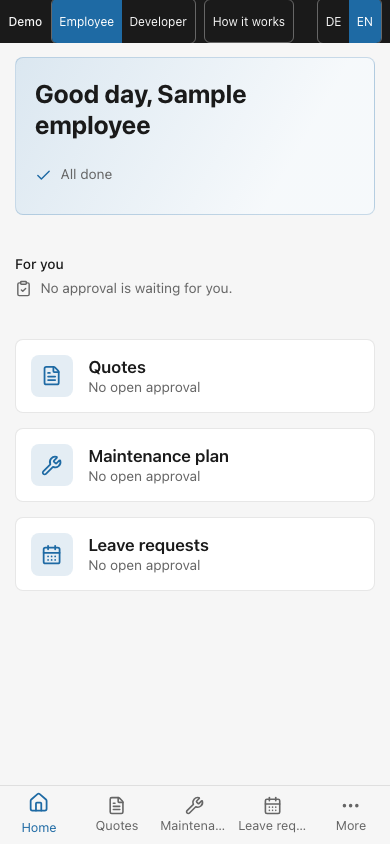 Demo Employee Developer How it works DE EN
Good day, Sample
employee
All done
For you
No approval is waiting for you.
Quotes
No open approval
Maintenance plan
No open approval
Leave requests
No open approval
Home Quotes Maintena... Leave req... More